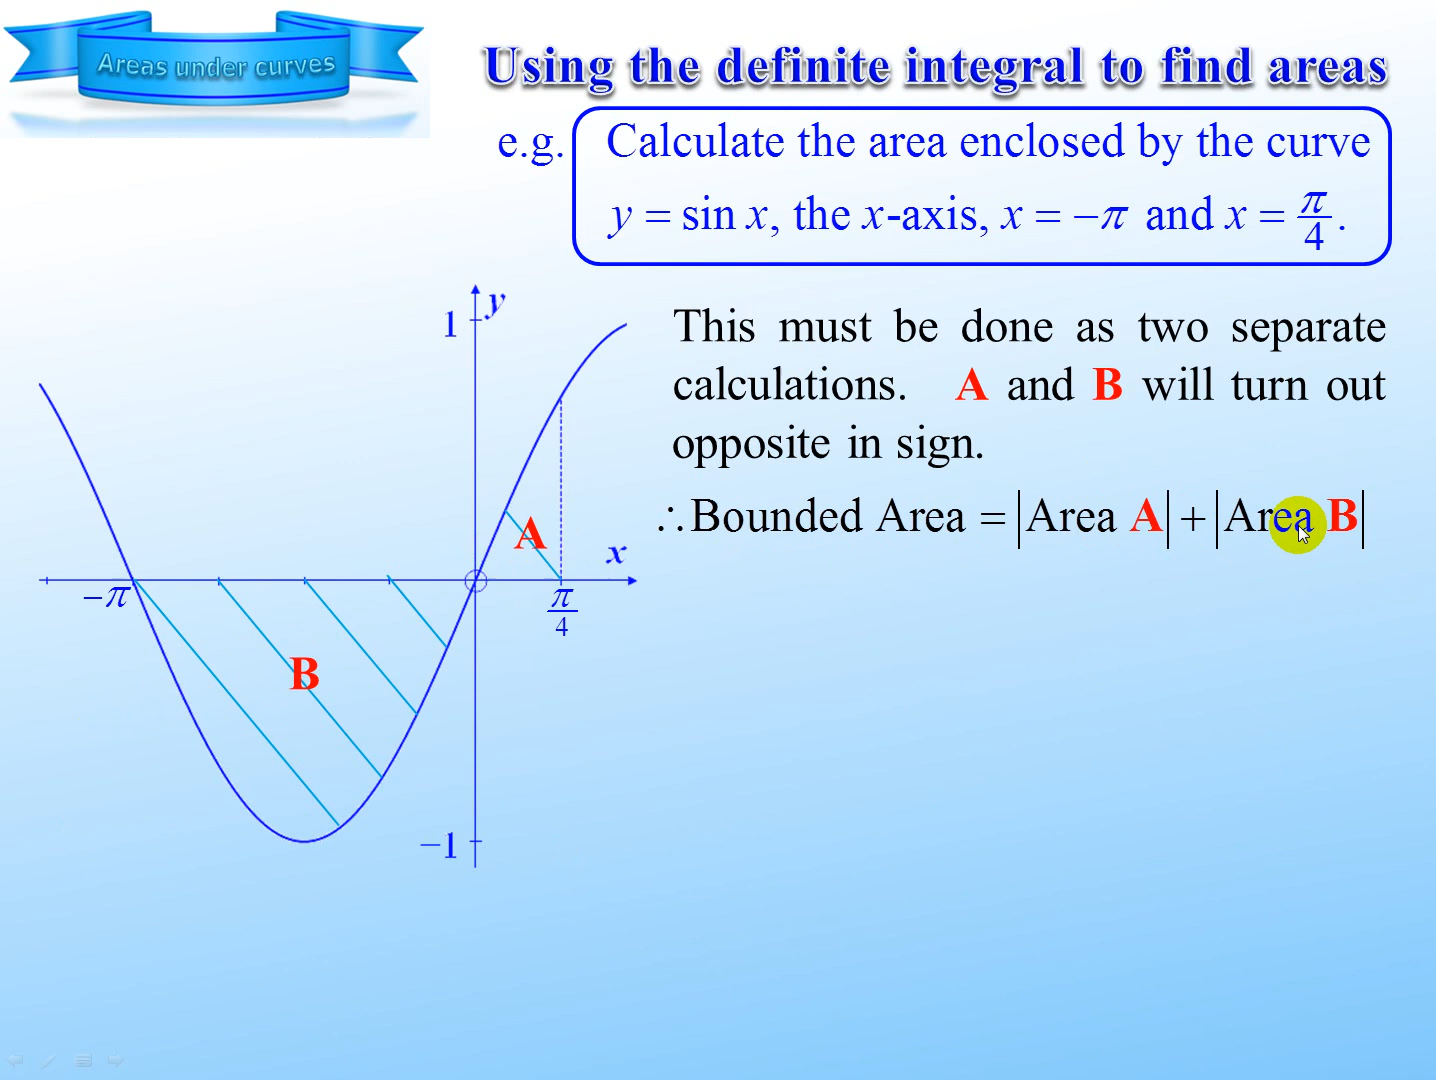 Areas under curves
Using the definite integral to find areas
e.g. Calculate the area enclosed by the curve
y = sin x, the x-axis, x = −π and x = π/4.
This must be done as two separate
calculations. A and B will turn out
opposite in sign.
∴Bounded Area = |Area A| + |Area B|
y
1
A
x
−π
π/4
B
−1